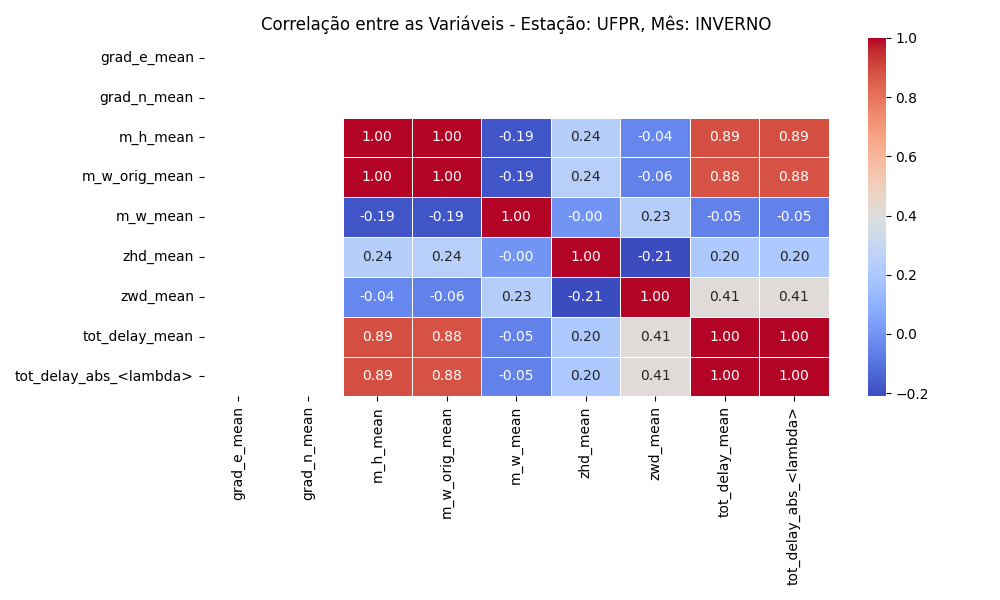 Correlação entre as Variáveis - Estação: UFPR, Mês: INVERNO
grad_e_mean
grad_n_mean
m_h_mean 1.00 1.00 -0.19 0.24 -0.04 0.89 0.89
m_w_orig_mean 1.00 1.00 -0.19 0.24 -0.06 0.88 0.88
m_w_mean -0.19 -0.19 1.00 -0.00 0.23 -0.05 -0.05
zhd_mean 0.24 0.24 -0.00 1.00 -0.21 0.20 0.20
zwd_mean -0.04 -0.06 0.23 -0.21 1.00 0.41 0.41
tot_delay_mean 0.89 0.88 -0.05 0.20 0.41 1.00 1.00
tot_delay_abs_<lambda> 0.89 0.88 -0.05 0.20 0.41 1.00 1.00
grad_e_mean
grad_n_mean
m_h_mean
m_w_orig_mean
m_w_mean
zhd_mean
zwd_mean
tot_delay_mean
tot_delay_abs_<lambda>
1.0
0.8
0.6
0.4
0.2
0.0
−0.2